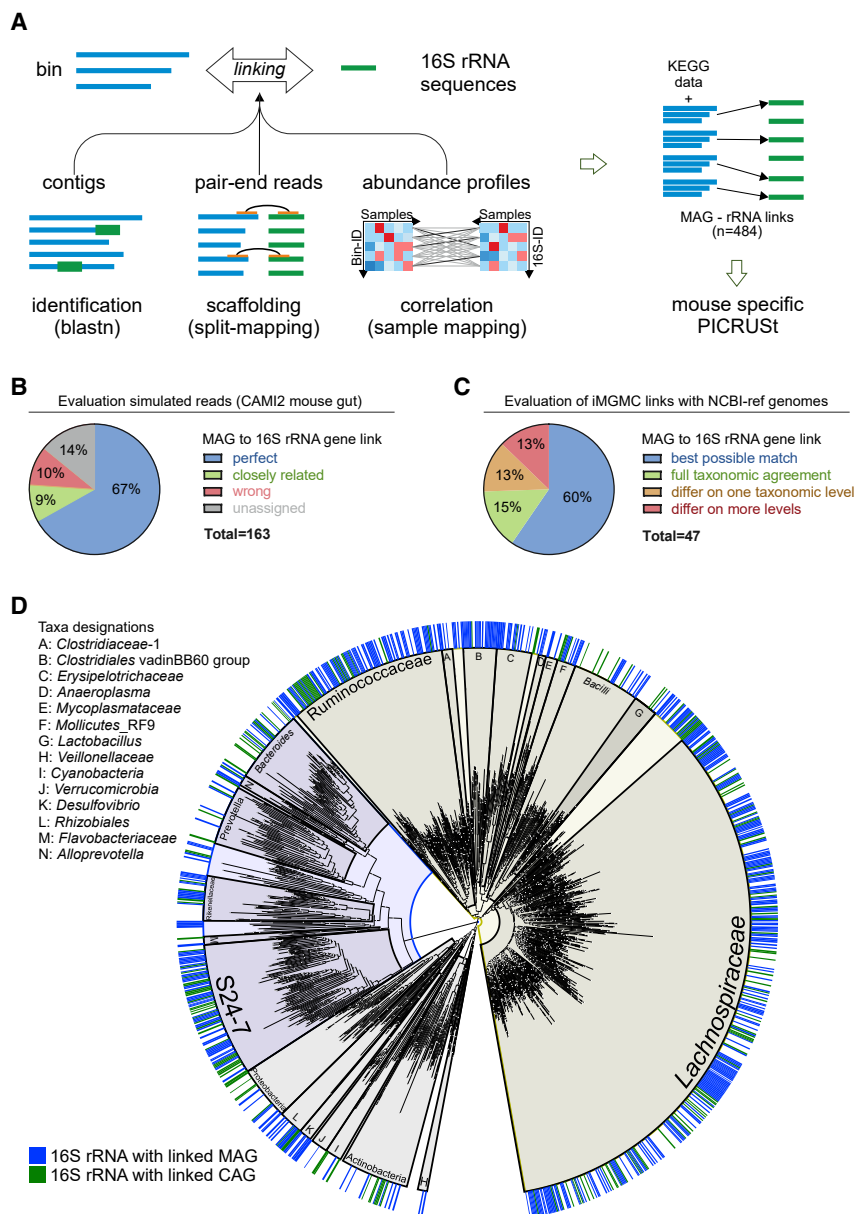 A
bin
linking
16S rRNA
sequences
KEGG
data
+
contigs
pair-end reads
abundance profiles
Samples
Samples
Bin-ID
16S-ID
MAG - rRNA links
(n=484)
identification
(blastn)
scaffolding
(split-mapping)
correlation
(sample mapping)
mouse specific
PICRUSt
B
Evaluation simulated reads (CAMI2 mouse gut)
14%
10%
9%
67%
MAG to 16S rRNA gene link
perfect
closely related
wrong
unassigned
Total=163
C
Evaluation of iMGMC links with NCBI-ref genomes
13%
13%
15%
60%
MAG to 16S rRNA gene link
best possible match
full taxonomic agreement
differ on one taxonomic level
differ on more levels
Total=47
D
Taxa designations
A: Clostridiaceae-1
B: Clostridiales vadinBB60 group
C: Erysipelotrichaceae
D: Anaeroplasma
E: Mycoplasmataceae
F: Mollicutes_RF9
G: Lactobacillus
H: Veillonellaceae
I: Cyanobacteria
J: Verrucomicrobia
K: Desulfovibrio
L: Rhizobiales
M: Flavobacteriaceae
N: Alloprevotella
Ruminococcaceae
A
B
C
D
E
F
Bacilli
G
Lachnospiraceae
Bacteroides
N
Prevotella
Rikenellaceae
M
S24-7
Proteobacteria
L
K
J
I
Actinobacteria
H
16S rRNA with linked MAG
16S rRNA with linked CAG